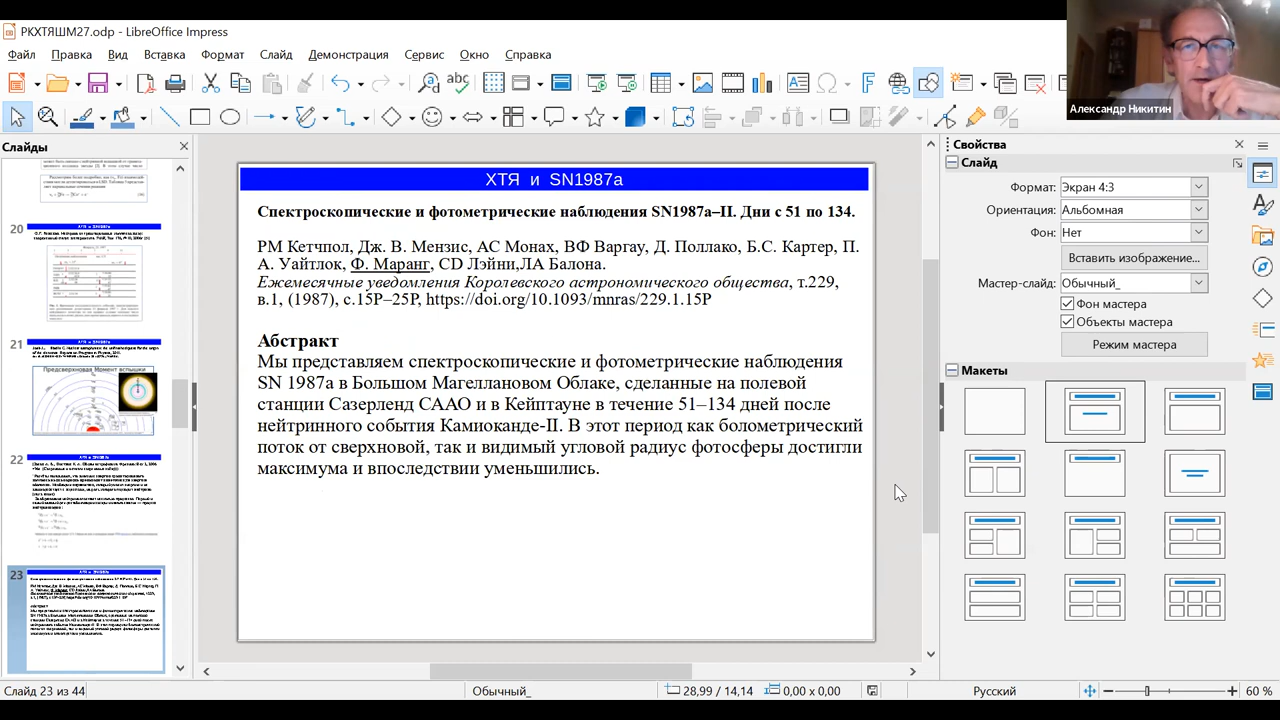 РКХТЯШМ27.odp - LibreOffice Impress
Файл Правка Вид Вставка Формат Слайд Демонстрация Сервис Окно Справка
Александр Никитин
Слайды
20
21
Предсверхновая Момент вспышки
22
23
ХТЯ и SN1987a
Спектроскопические и фотометрические наблюдения SN1987a–II. Дни с 51 по 134.
РМ Кетчпол, Дж. В. Мензис, АС Монах, ВФ Варгау, Д. Поллако, Б.С. Картер, П.
А. Уайтлок, Ф. Маранг, CD Лэйни, ЛА Балона.
Ежемесячные уведомления Королевского астрономического общества, т.229,
в.1, (1987), с.15P–25P, https://doi.org/10.1093/mnras/229.1.15P
Абстракт
Мы представляем спектроскопические и фотометрические наблюдения
SN 1987a в Большом Магеллановом Облаке, сделанные на полевой
станции Сазерленд СААО и в Кейптауне в течение 51–134 дней после
нейтринного события Камиоканде-II. В этот период как болометрический
поток от сверхновой, так и видимый угловой радиус фотосферы достигли
максимума и впоследствии уменьшились.
Свойства
Слайд
Формат: Экран 4:3
Ориентация: Альбомная
Фон: Нет
Вставить изображение...
Мастер-слайд: Обычный_
Фон мастера
Объекты мастера
Режим мастера
Макеты
Слайд 23 из 44
Обычный_
28,99 / 14,14
0,00 x 0,00
Русский
60 %